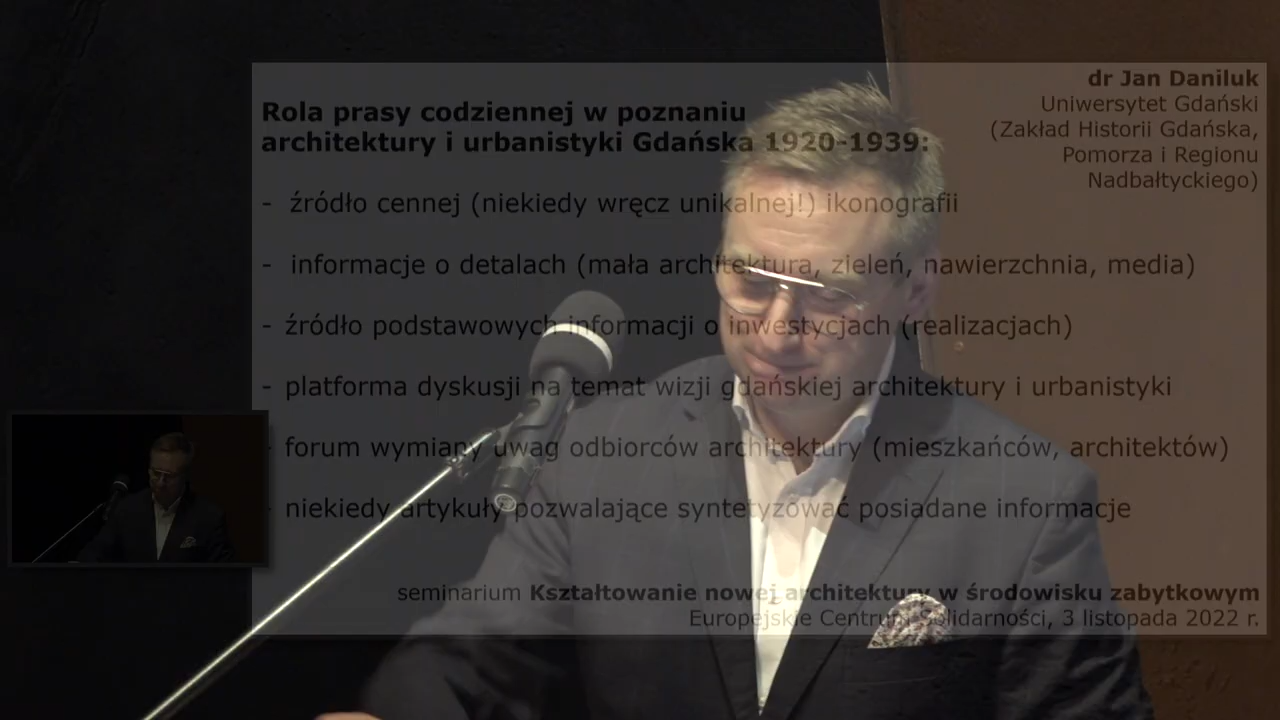 dr Jan Daniluk
Uniwersytet Gdański
(Zakład Historii Gdańska,
Pomorza i Regionu
Nadbałtyckiego)
Rola prasy codziennej w poznaniu
architektury i urbanistyki Gdańska 1920-1939:
- źródło cennej (niekiedy wręcz unikalnej!) ikonografii
- informacje o detalach (mała architektura, zieleń, nawierzchnia, media)
- źródło podstawowych informacji o inwestycjach (realizacjach)
- platforma dyskusji na temat wizji gdańskiej architektury i urbanistyki
- forum wymiany uwag odbiorców architektury (mieszkańców, architektów)
- niekiedy artykuły pozwalające syntetyzować posiadane informacje
seminarium Kształtowanie nowej architektury w środowisku zabytkowym
Europejskie Centrum Solidarności, 3 listopada 2022 r.